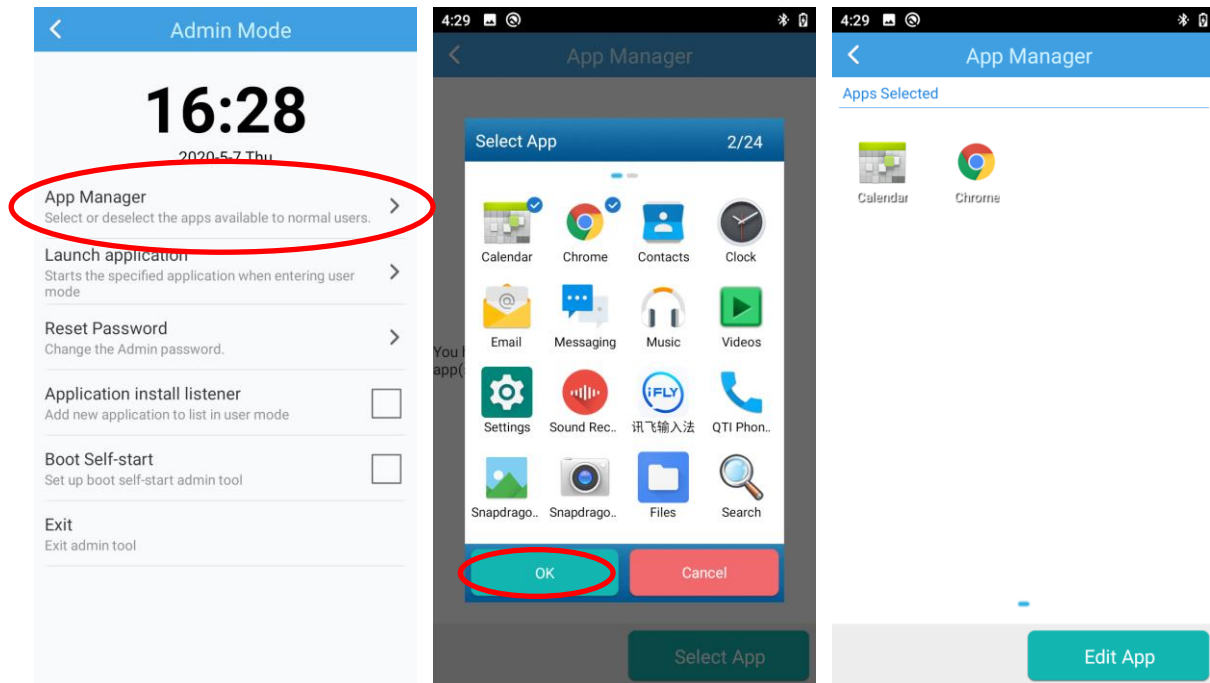 Admin Mode
16:28
2020-5-7 Thu
App Manager
Select or deselect the apps available to normal users.
Launch application
Starts the specified application when entering user
mode
Reset Password
Change the Admin password.
Application install listener
Add new application to list in user mode
Boot Self-start
Set up boot self-start admin tool
Exit
Exit admin tool
4:29
App Manager
Select App 2/24
Calendar Chrome Contacts Clock
@
Email Messaging Music Videos
iFLY
Settings Sound Rec.. 讯飞输入法 QTI Phon..
Snapdrago.. Snapdrago.. Files Search
You
app(
OK Cancel
Select App
4:29
App Manager
Apps Selected
Calendar Chrome
Edit App